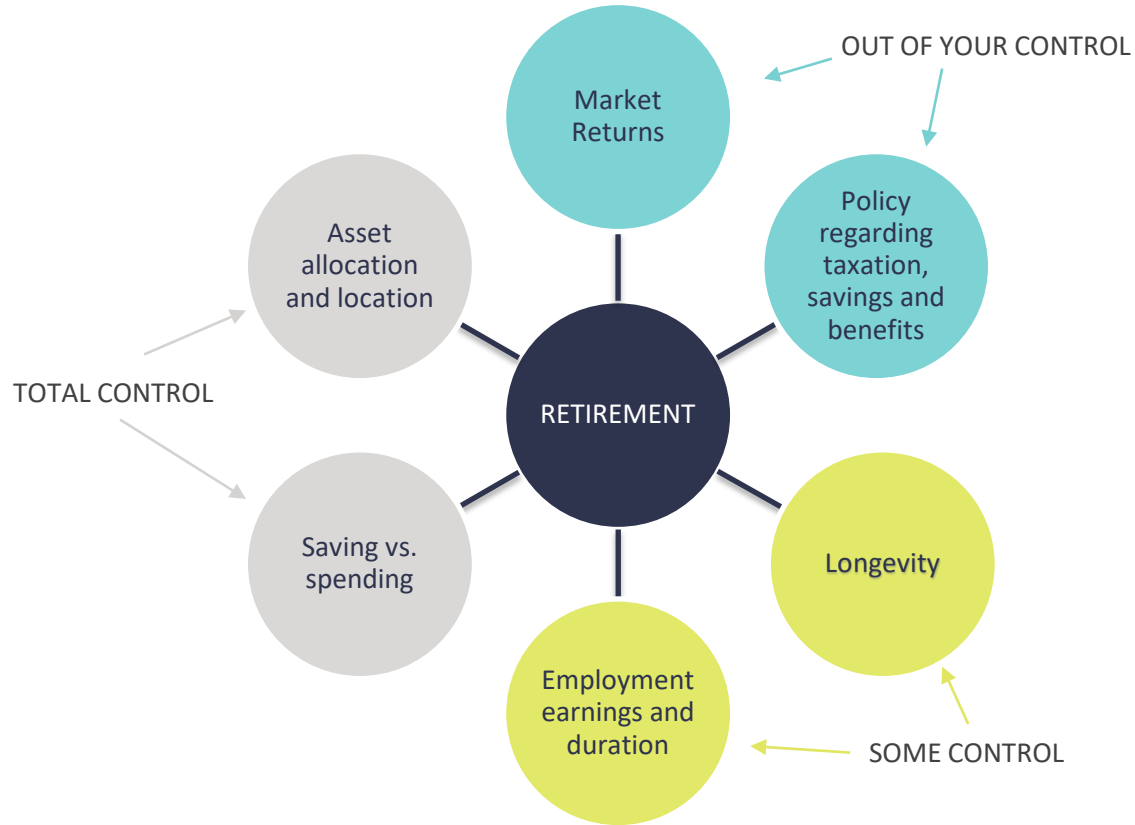 OUT OF YOUR CONTROL
Market
Returns
Policy
regarding
taxation,
savings and
benefits
Asset
allocation
and location
TOTAL CONTROL
RETIREMENT
Saving vs.
spending
Longevity
Employment
earnings and
duration
SOME CONTROL